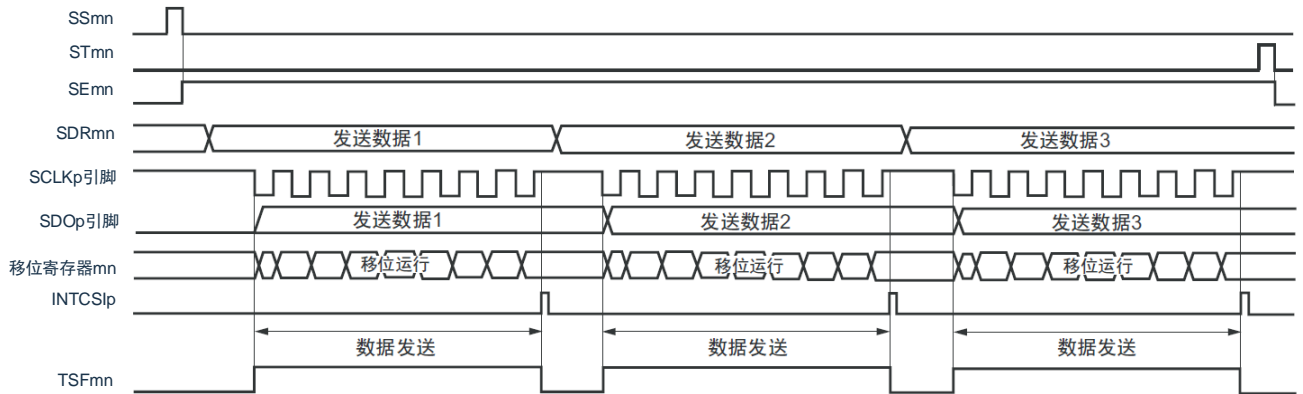 SSmn
STmn
SEmn
SDRmn 发送数据1 发送数据2 发送数据3
SCLKp引脚
SDOp引脚 发送数据1 发送数据2 发送数据3
移位寄存器mn 移位运行 移位运行 移位运行
INTCSIp
数据发送 数据发送 数据发送
TSFmn